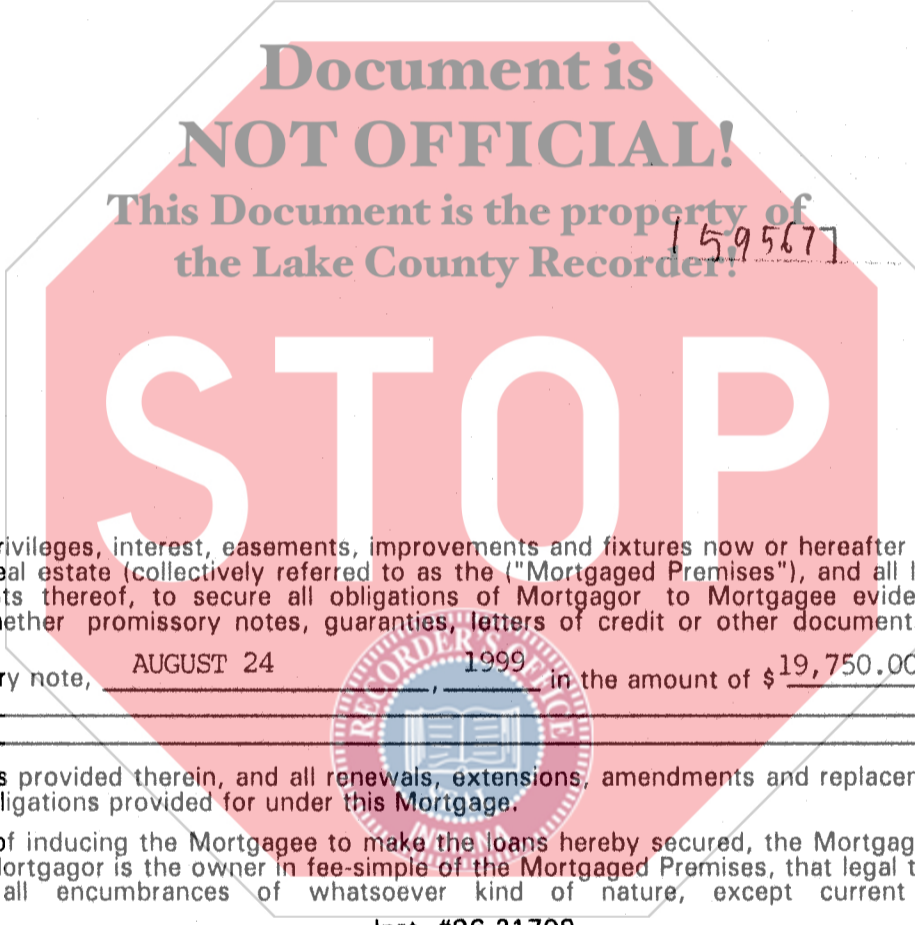 Document is
NOT OFFICIAL!
This Document is the property of
the Lake County Recorder!
159567
STOP
rivileges, interest, easements, improvements and fixtures now or hereafter
eal estate (collectively referred to as the ("Mortgaged Premises"), and all
ts thereof, to secure all obligations of Mortgagor to Mortgagee evide
hether promissory notes, guaranties, letters of credit or other document
ry note, AUGUST 24, 1999 in the amount of $19,750.00
RECORDER'S OFFICE
SEAL
INDIANA
s provided therein, and all renewals, extensions, amendments and replacem
ligations provided for under this Mortgage.
of inducing the Mortgagee to make the loans hereby secured, the Mortgag
Mortgagor is the owner in fee-simple of the Mortgaged Premises, that legal t
all encumbrances of whatsoever kind of nature, except current